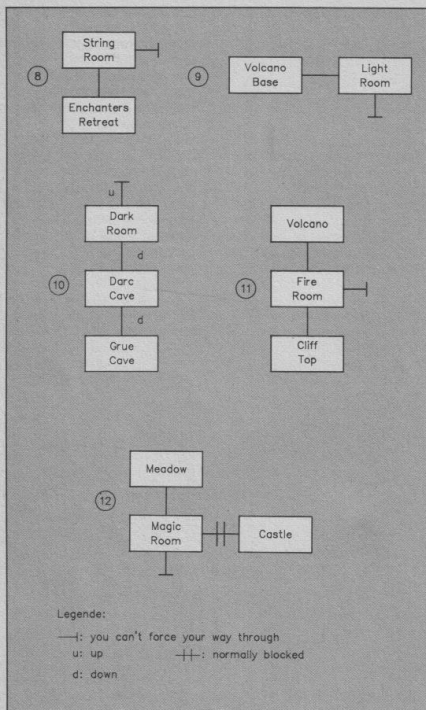 String
Room
8
Enchanters
Retreat
9
Volcano
Base
Light
Room
u
Dark
Room
d
10
Darc
Cave
d
Grue
Cave
Volcano
11
Fire
Room
Cliff
Top
Meadow
12
Magic
Room
Castle
Legende:
: you can't force your way through
u: up : normally blocked
d: down